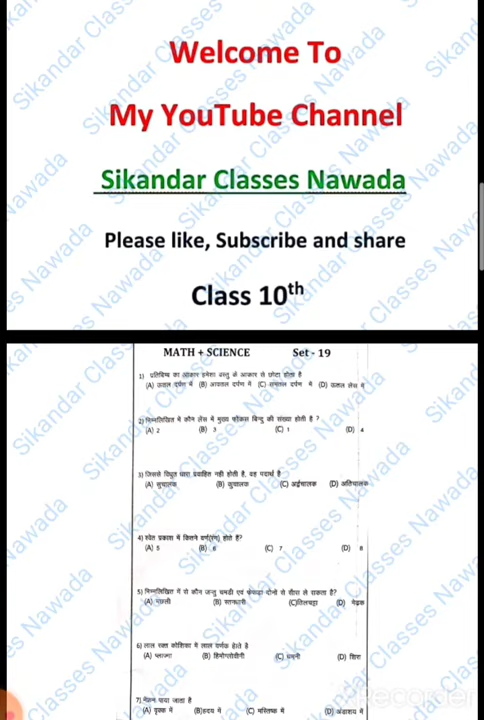 Welcome To
My YouTube Channel
Sikandar Classes Nawada
Please like, Subscribe and share
Class 10th
MATH + SCIENCE Set - 19
1) प्रतिबिम्ब का आकार हमेशा वस्तु के आकार से छोटा होता है
(A) उत्तल दर्पण में (B) अवतल दर्पण में (C) समतल दर्पण में (D) उत्तल लेंस में
2) निम्नलिखित में कौन लेंस में मुख्य फोकस बिन्दु की संख्या होती है ?
(A) 2 (B) 3 (C) 1 (D) 4
3) जिससे विधुत धारा प्रवाहित नही होती है, वह पदार्थ है
(A) सुचालक (B) कुचालक (C) अर्द्धचालक (D) अतिचालक
4) श्वेत प्रकाश में कितने वर्ण(रंग) होते हैं?
(A) 5 (B) 6 (C) 7 (D) 8
5) निम्नलिखित में से कौन जन्तु चमडी एवं फेफडा दोनो से साँस ले सकता है?
(A) मछली (B) स्तनधारी (C)तिलचट्टा (D) मेढ़क
6) लाल रक्त कोशिका में लाल वर्णक होते है
(A) प्लाज्मा (B) हिमोग्लोवीन (C) धमनी (D) शिरा
7) नेफ्रान पाया जाता है
(A) वृक्क में (B)हृदय में (C) मस्तिष्क में (D) अंडाशय में